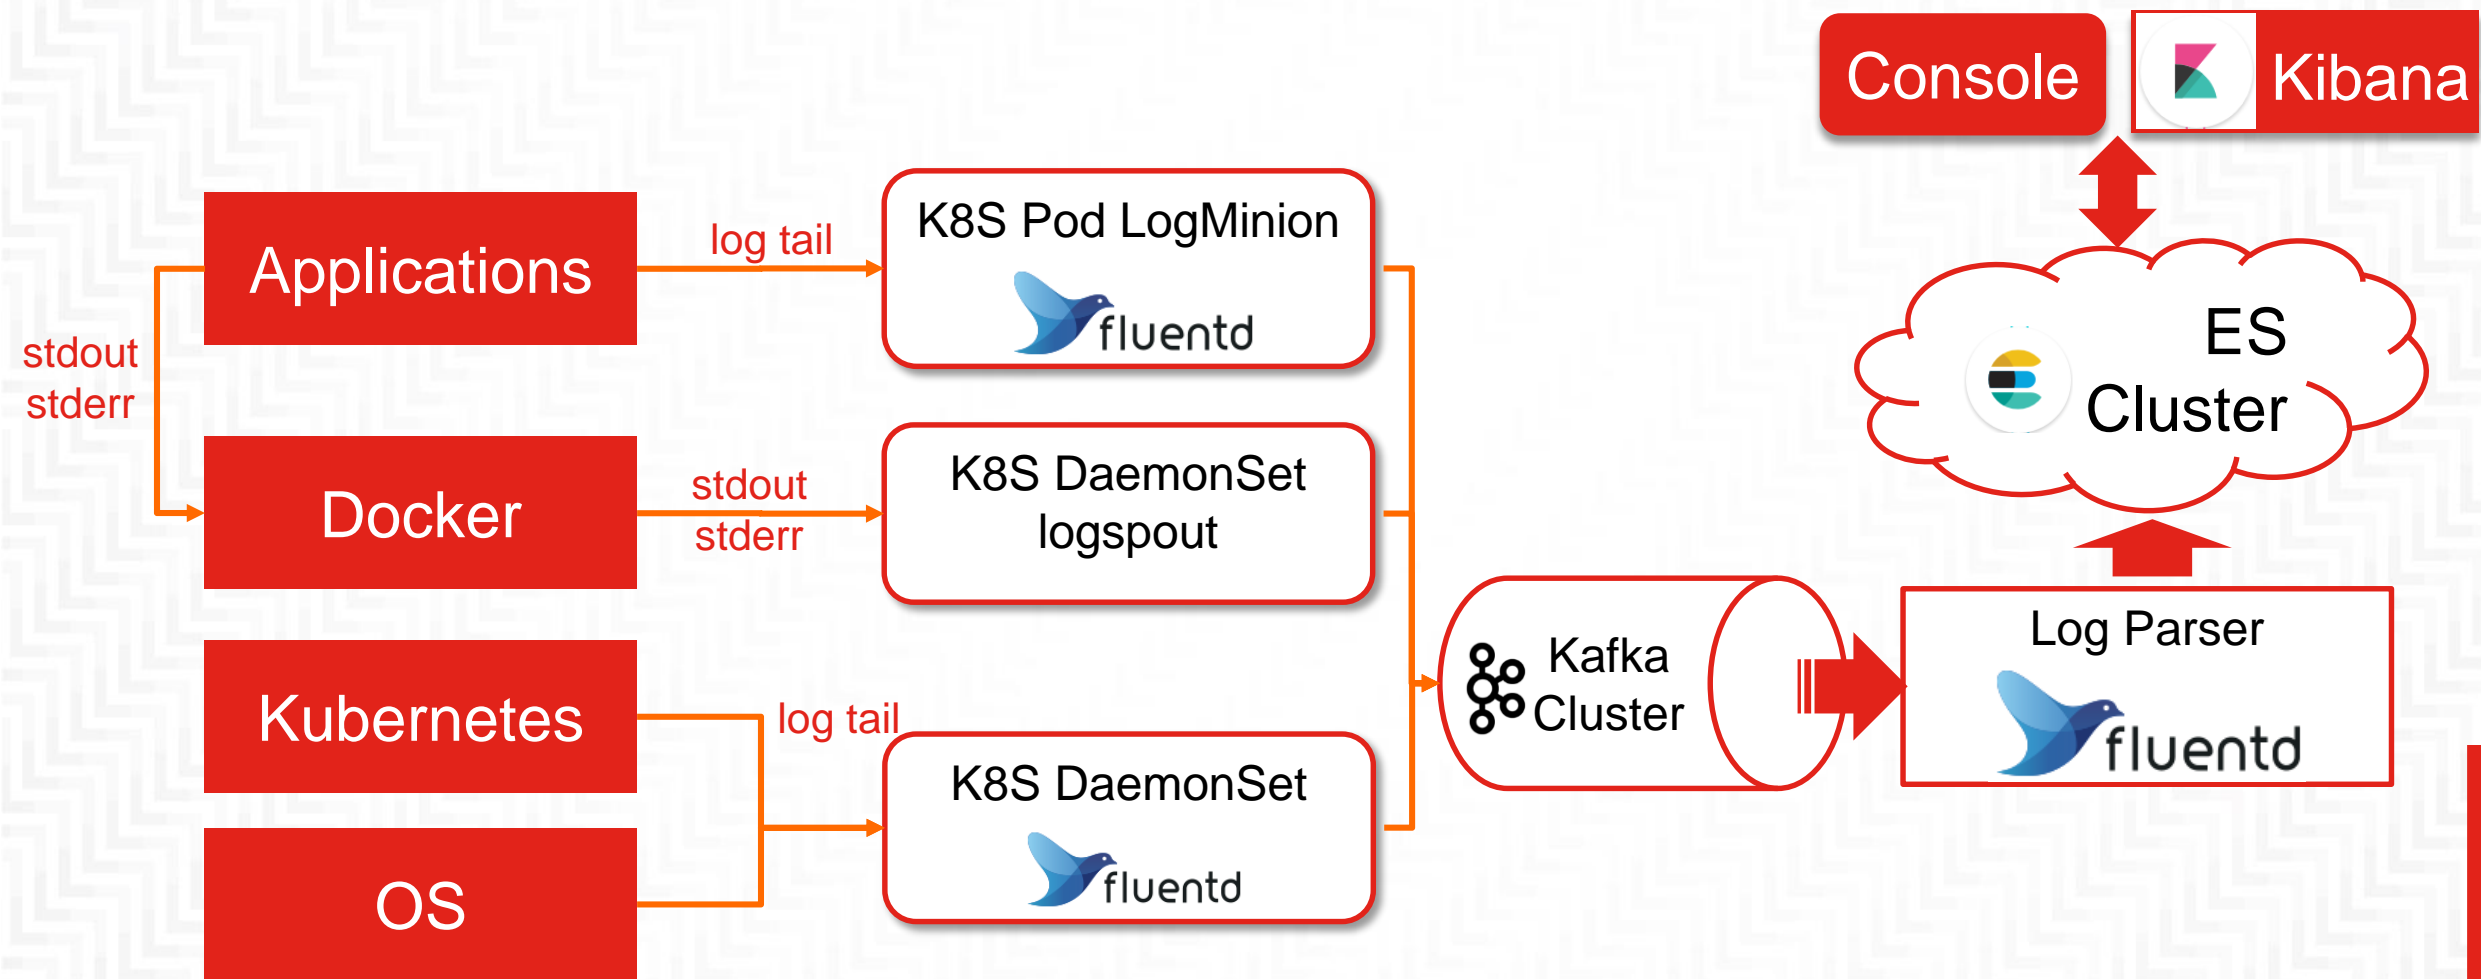 Console
Kibana
Applications
log tail
K8S Pod LogMinion
fluentd
stdout
stderr
ES
Cluster
Docker
stdout
stderr
K8S DaemonSet
logspout
Kubernetes
log tail
K8S DaemonSet
fluentd
OS
Kafka
Cluster
Log Parser
fluentd